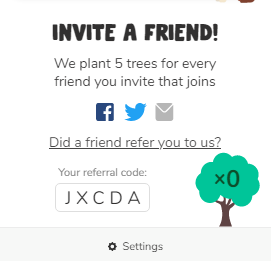 INVITE A FRIEND!
We plant 5 trees for every
friend you invite that joins
Did a friend refer you to us?
Your referral code:
JXCDA
×0
Settings